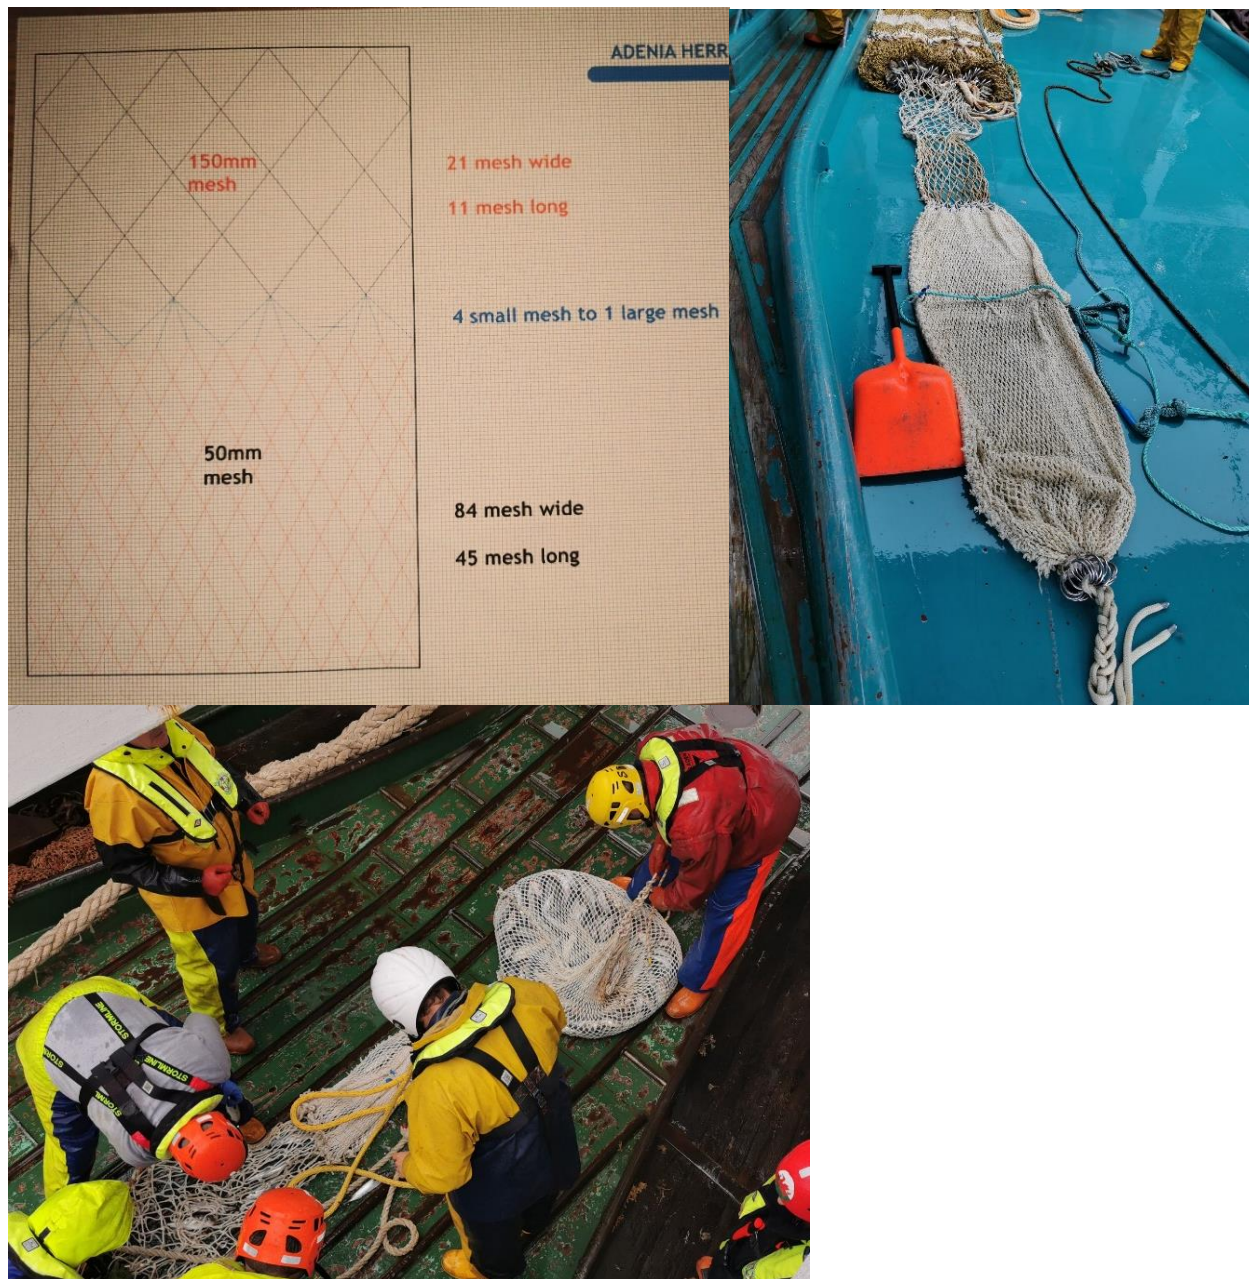 ADENIA HERR
150mm
mesh
21 mesh wide
11 mesh long
4 small mesh to 1 large mesh
50mm
mesh
84 mesh wide
45 mesh long
STORMLINE
STORMLINE